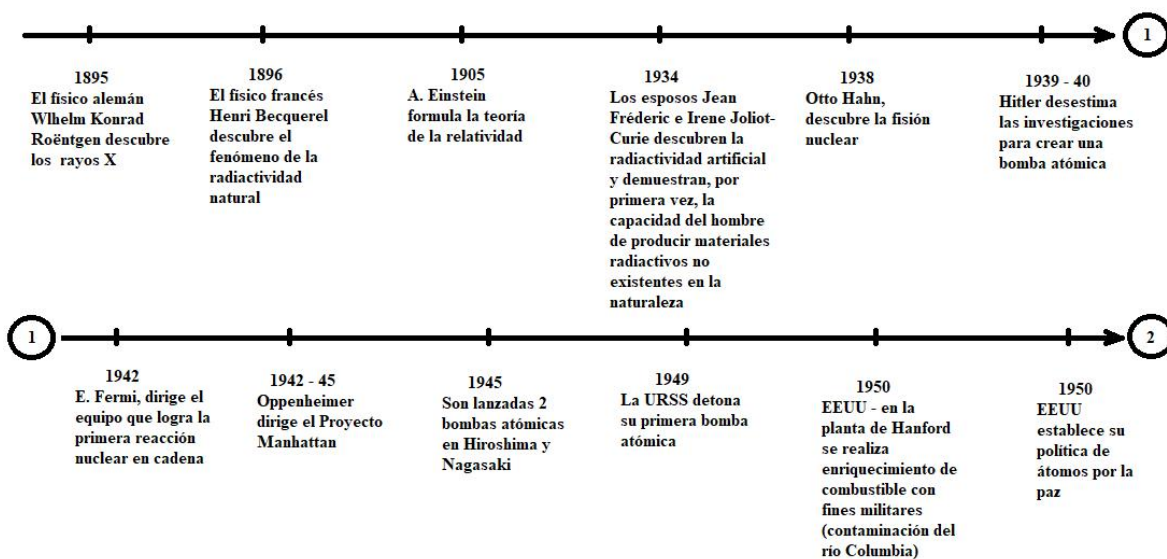 1
1895
El físico alemán
Wlhelm Konrad
Roëntgen descubre
los rayos X
1896
El físico francés
Henri Becquerel
descubre el
fenómeno de la
radiactividad
natural
1905
A. Einstein
formula la teoría
de la relatividad
1934
Los esposos Jean
Fréderic e Irene Joliot-
Curie descubren la
radiactividad artificial
y demuestran, por
primera vez, la
capacidad del hombre
de producir materiales
radiactivos no
existentes en la
naturaleza
1938
Otto Hahn,
descubre la fisión
nuclear
1939 - 40
Hitler desestima
las investigaciones
para crear una
bomba atómica
1
2
1942
E. Fermi, dirige el
equipo que logra la
primera reacción
nuclear en cadena
1942 - 45
Oppenheimer
dirige el Proyecto
Manhattan
1945
Son lanzadas 2
bombas atómicas
en Hiroshima y
Nagasaki
1949
La URSS detona
su primera bomba
atómica
1950
EEUU - en la
planta de Hanford
se realiza
enriquecimiento de
combustible con
fines militares
(contaminación del
río Columbia)
1950
EEUU
establece su
política de
átomos por la
paz